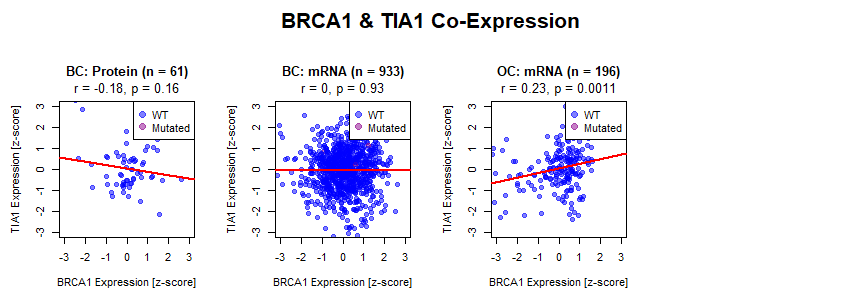 BRCA1 & TIA1 Co-Expression
BC: Protein (n = 61)
r = -0.18, p = 0.16
TIA1 Expression [z-score]
3
2
1
0
-1
-2
-3
WT
Mutated
-3 -2 -1 0 1 2 3
BRCA1 Expression [z-score]
BC: mRNA (n = 933)
r = 0, p = 0.93
TIA1 Expression [z-score]
3
2
1
0
-1
-2
-3
WT
Mutated
-3 -2 -1 0 1 2 3
BRCA1 Expression [z-score]
OC: mRNA (n = 196)
r = 0.23, p = 0.0011
TIA1 Expression [z-score]
3
2
1
0
-1
-2
-3
WT
Mutated
-3 -2 -1 0 1 2 3
BRCA1 Expression [z-score]